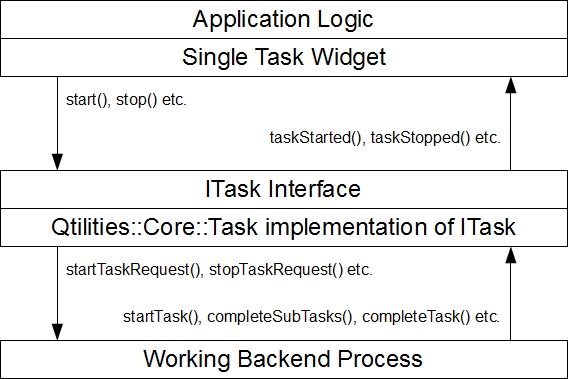 Application Logic
Single Task Widget
start(), stop() etc.
taskStarted(), taskStopped() etc.
ITask Interface
Qtilities::Core::Task implementation of ITask
startTaskRequest(), stopTaskRequest() etc.
startTask(), completeSubTasks(), completeTask() etc.
Working Backend Process